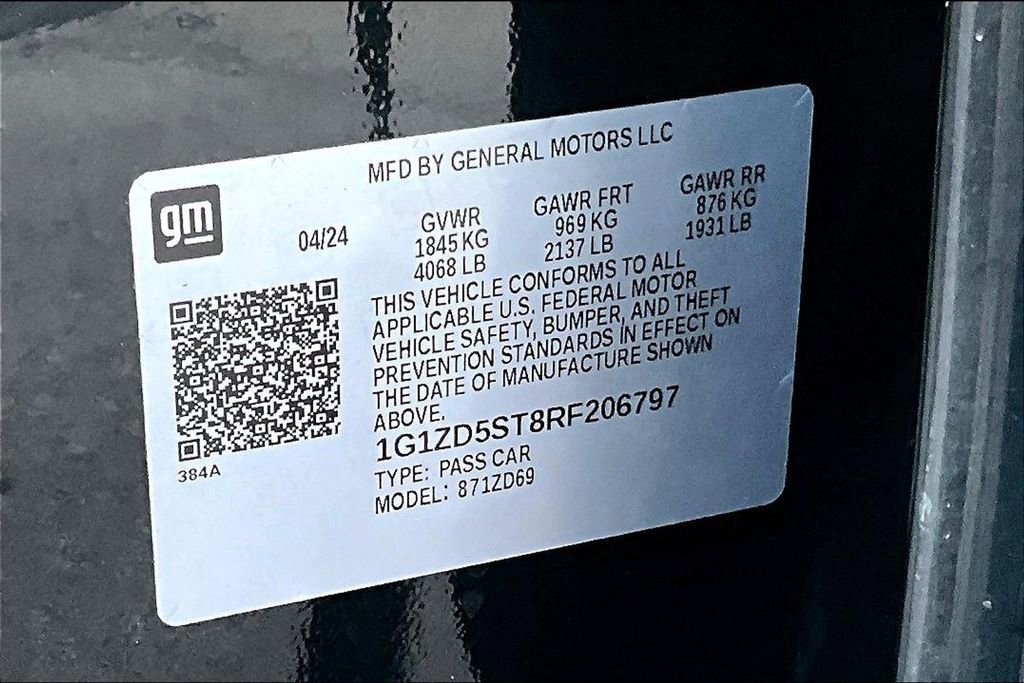 MFD BY GENERAL MOTORS LLC
gm
04/24
GVWR
1845 KG
4068 LB
GAWR FRT
969 KG
2137 LB
GAWR RR
876 KG
1931 LB
THIS VEHICLE CONFORMS TO ALL
APPLICABLE U.S. FEDERAL MOTOR
VEHICLE SAFETY, BUMPER, AND THEFT
PREVENTION STANDARDS IN EFFECT ON
THE DATE OF MANUFACTURE SHOWN
ABOVE.
1G1ZD5ST8RF206797
TYPE: PASS CAR
MODEL: 871ZD69
384A